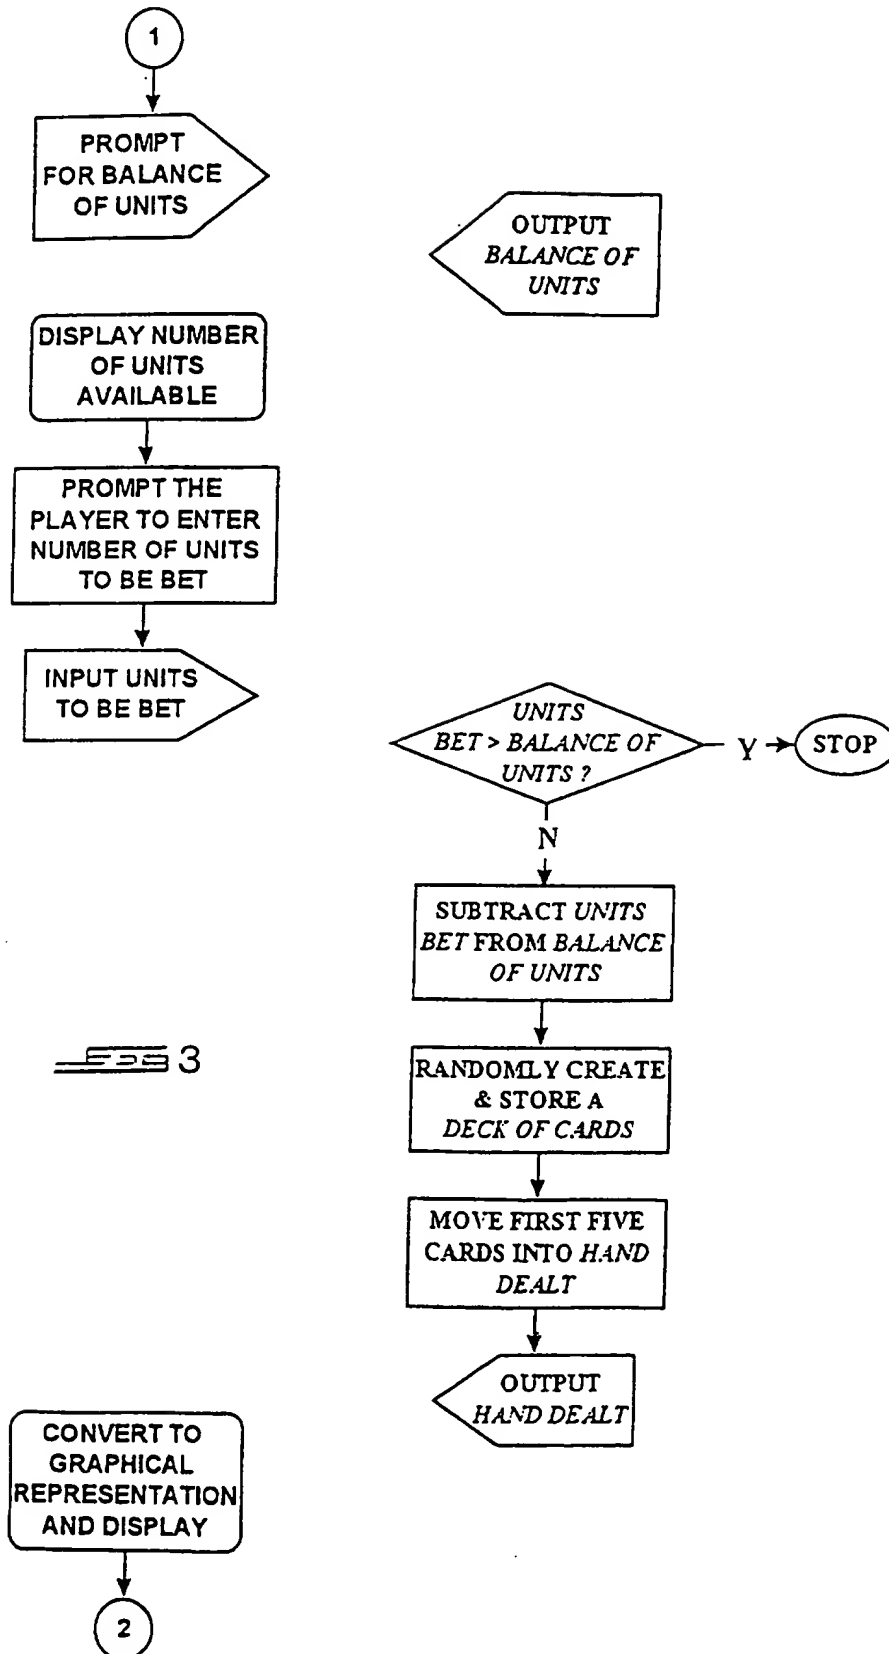 1
PROMPT
FOR BALANCE
OF UNITS
OUTPUT
BALANCE OF
UNITS
DISPLAY NUMBER
OF UNITS
AVAILABLE
PROMPT THE
PLAYER TO ENTER
NUMBER OF UNITS
TO BE BET
INPUT UNITS
TO BE BET
UNITS
BET > BALANCE OF
UNITS ?
Y
STOP
N
SUBTRACT UNITS
BET FROM BALANCE
OF UNITS
RANDOMLY CREATE
& STORE A
DECK OF CARDS
MOVE FIRST FIVE
CARDS INTO HAND
DEALT
OUTPUT
HAND DEALT
3
CONVERT TO
GRAPHICAL
REPRESENTATION
AND DISPLAY
2